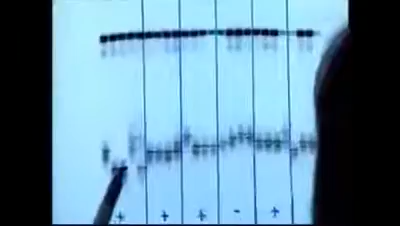 + + + - +